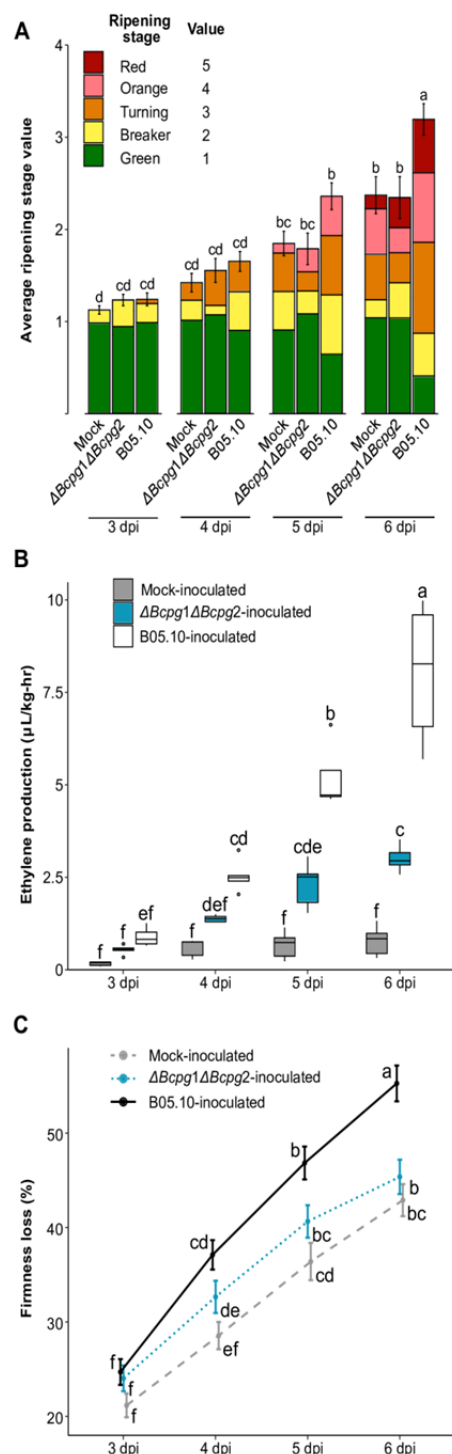 A
Ripening stage Value
Red 5
Orange 4
Turning 3
Breaker 2
Green 1
Average ripening stage value
4
3
2
1
d cd cd cd cd cd bc bc b b b a
Mock ΔBcpg1ΔBcpg2 B05.10 Mock ΔBcpg1ΔBcpg2 B05.10 Mock ΔBcpg1ΔBcpg2 B05.10 Mock ΔBcpg1ΔBcpg2 B05.10
3 dpi 4 dpi 5 dpi 6 dpi
B
Mock-inoculated
ΔBcpg1ΔBcpg2-inoculated
B05.10-inoculated
Ethylene production (µL/kg-hr)
10
7.5
5
2.5
0
f f ef f def cd f cde b f c a
3 dpi 4 dpi 5 dpi 6 dpi
C
Mock-inoculated
ΔBcpg1ΔBcpg2-inoculated
B05.10-inoculated
Firmness loss (%)
50
40
30
20
f f f cd de ef b bc cd a b bc
3 dpi 4 dpi 5 dpi 6 dpi